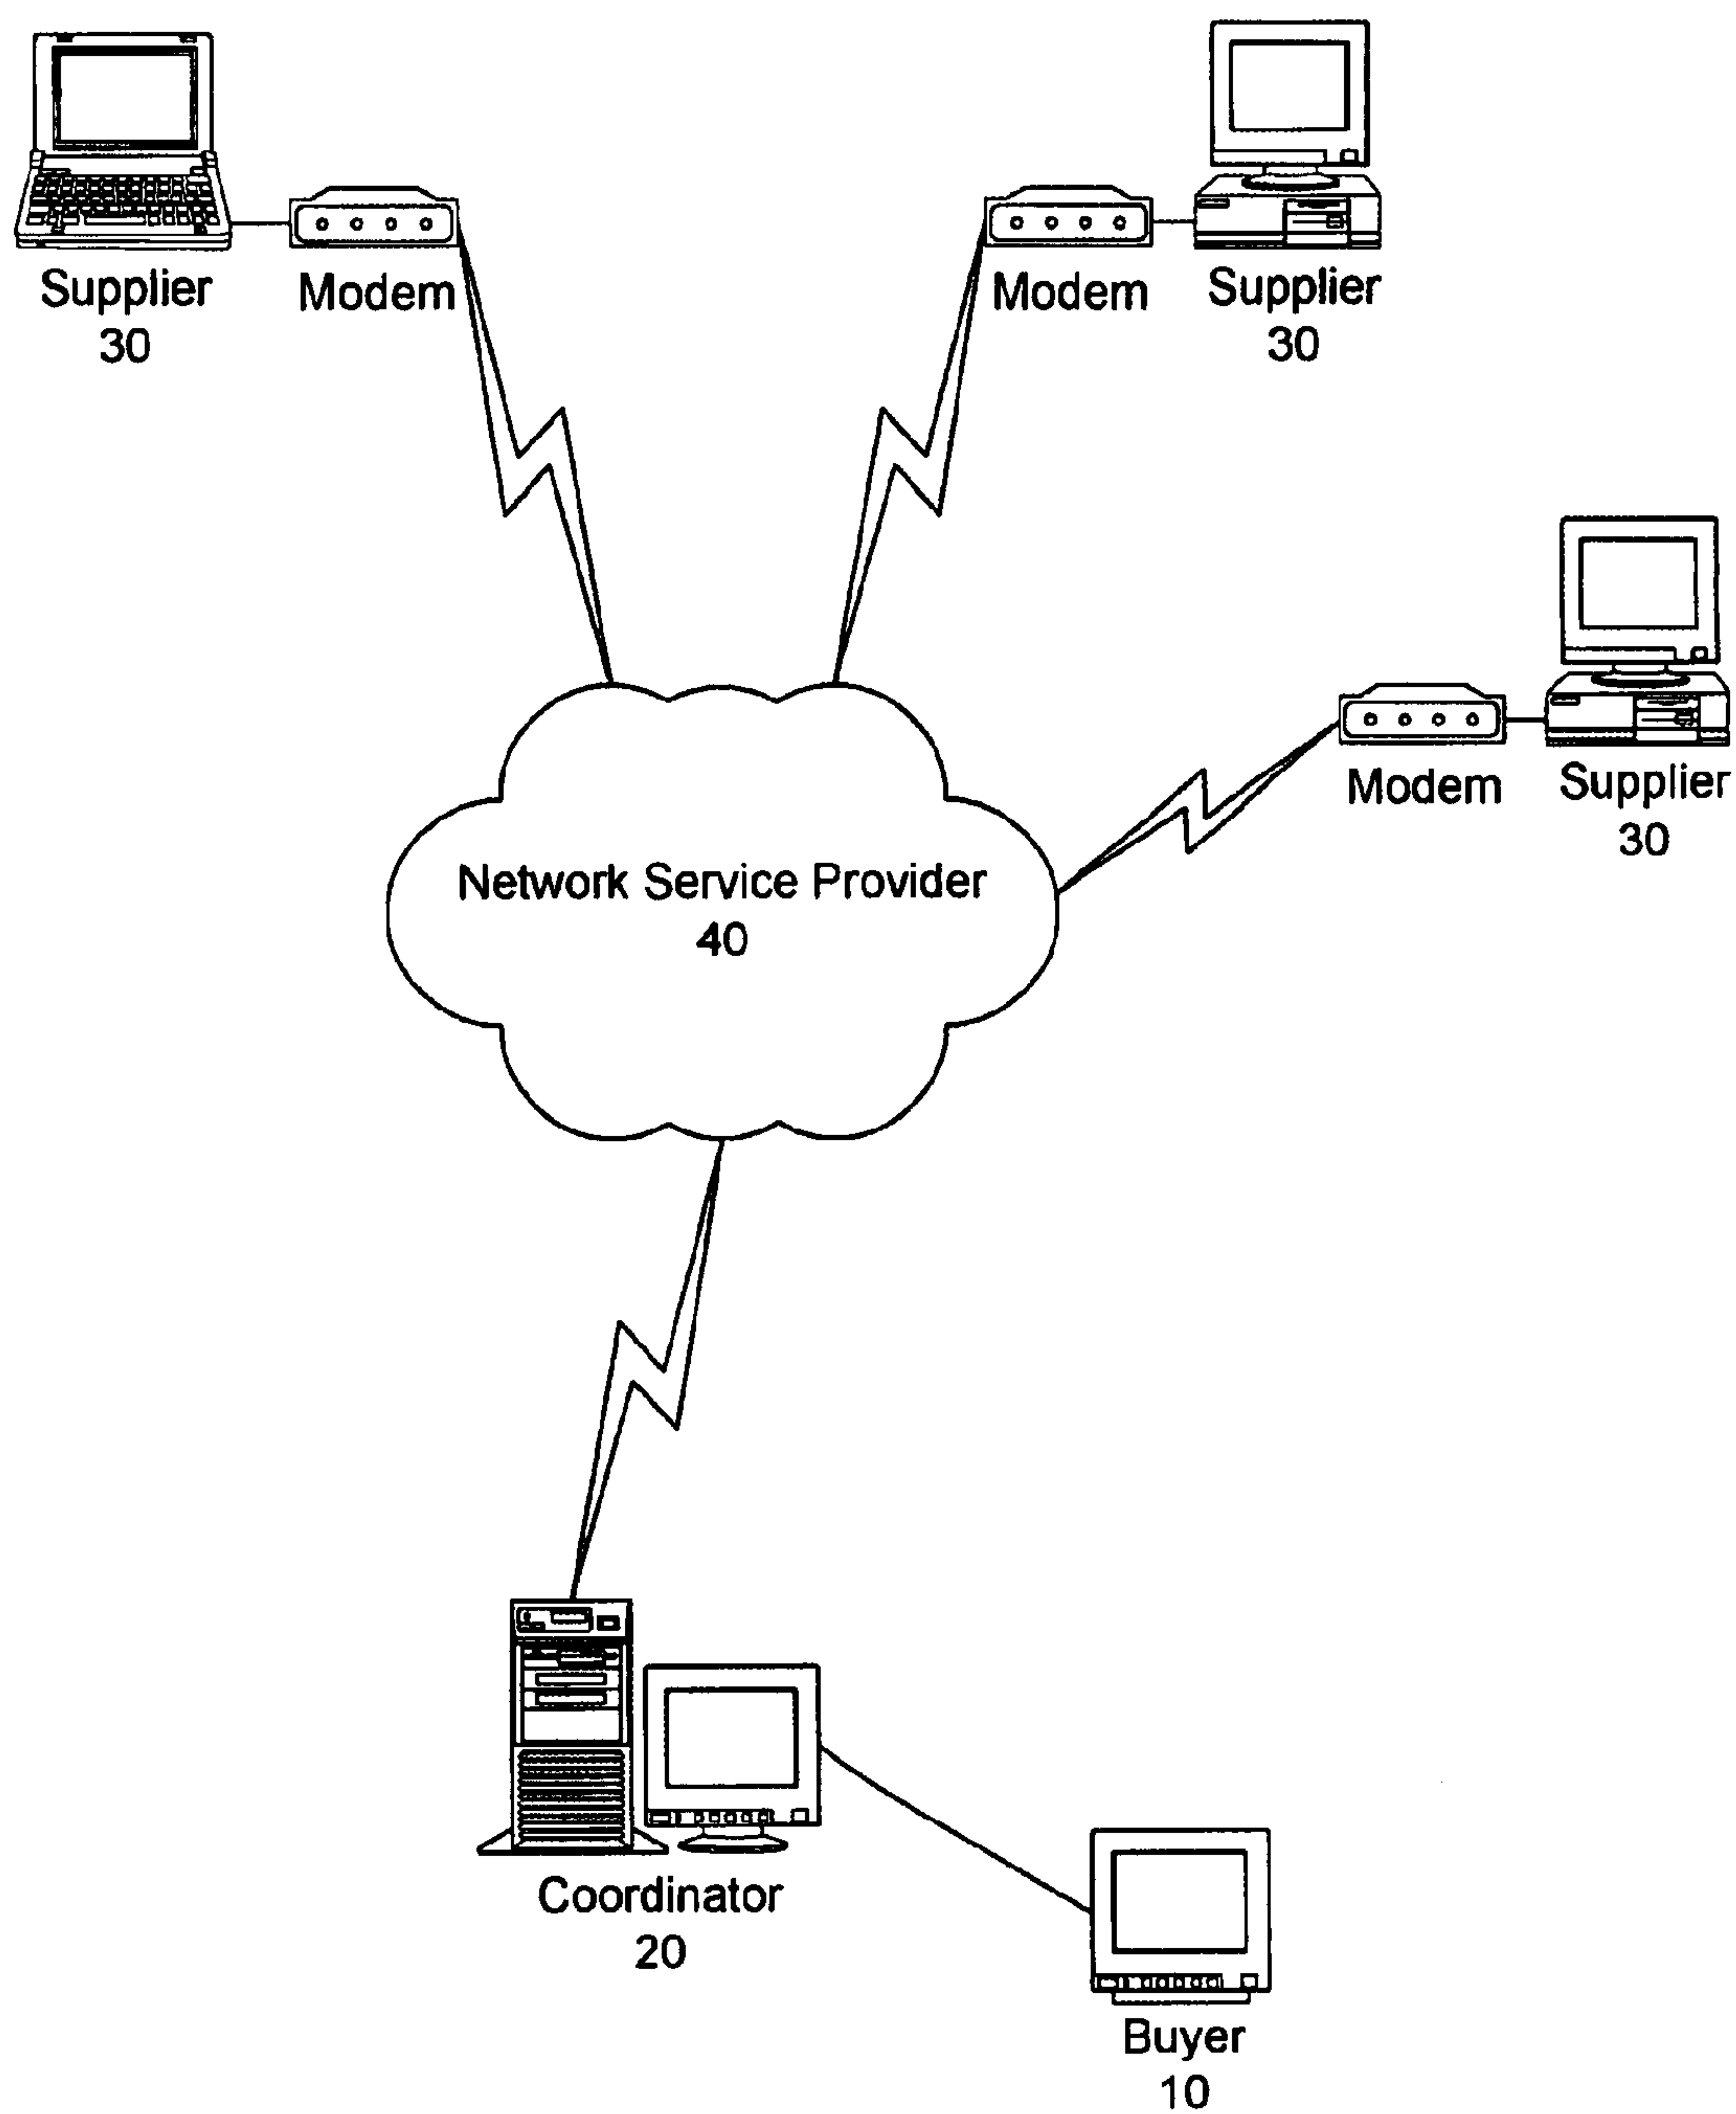 Supplier
30
Modem
Modem
Supplier
30
Modem
Supplier
30
Network Service Provider
40
Coordinator
20
Buyer
10